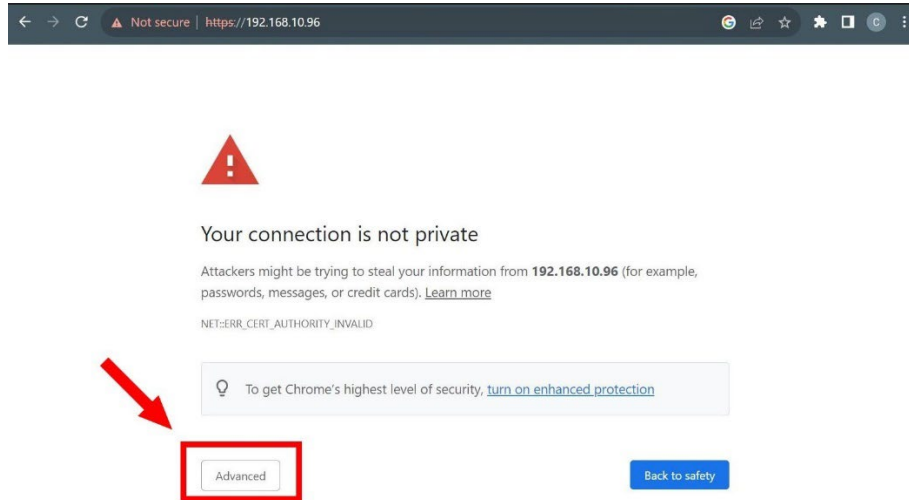 Not secure | https://192.168.10.96
G
C
Your connection is not private
Attackers might be trying to steal your information from 192.168.10.96 (for example,
passwords, messages, or credit cards). Learn more
NET::ERR_CERT_AUTHORITY_INVALID
To get Chrome's highest level of security, turn on enhanced protection
Advanced
Back to safety